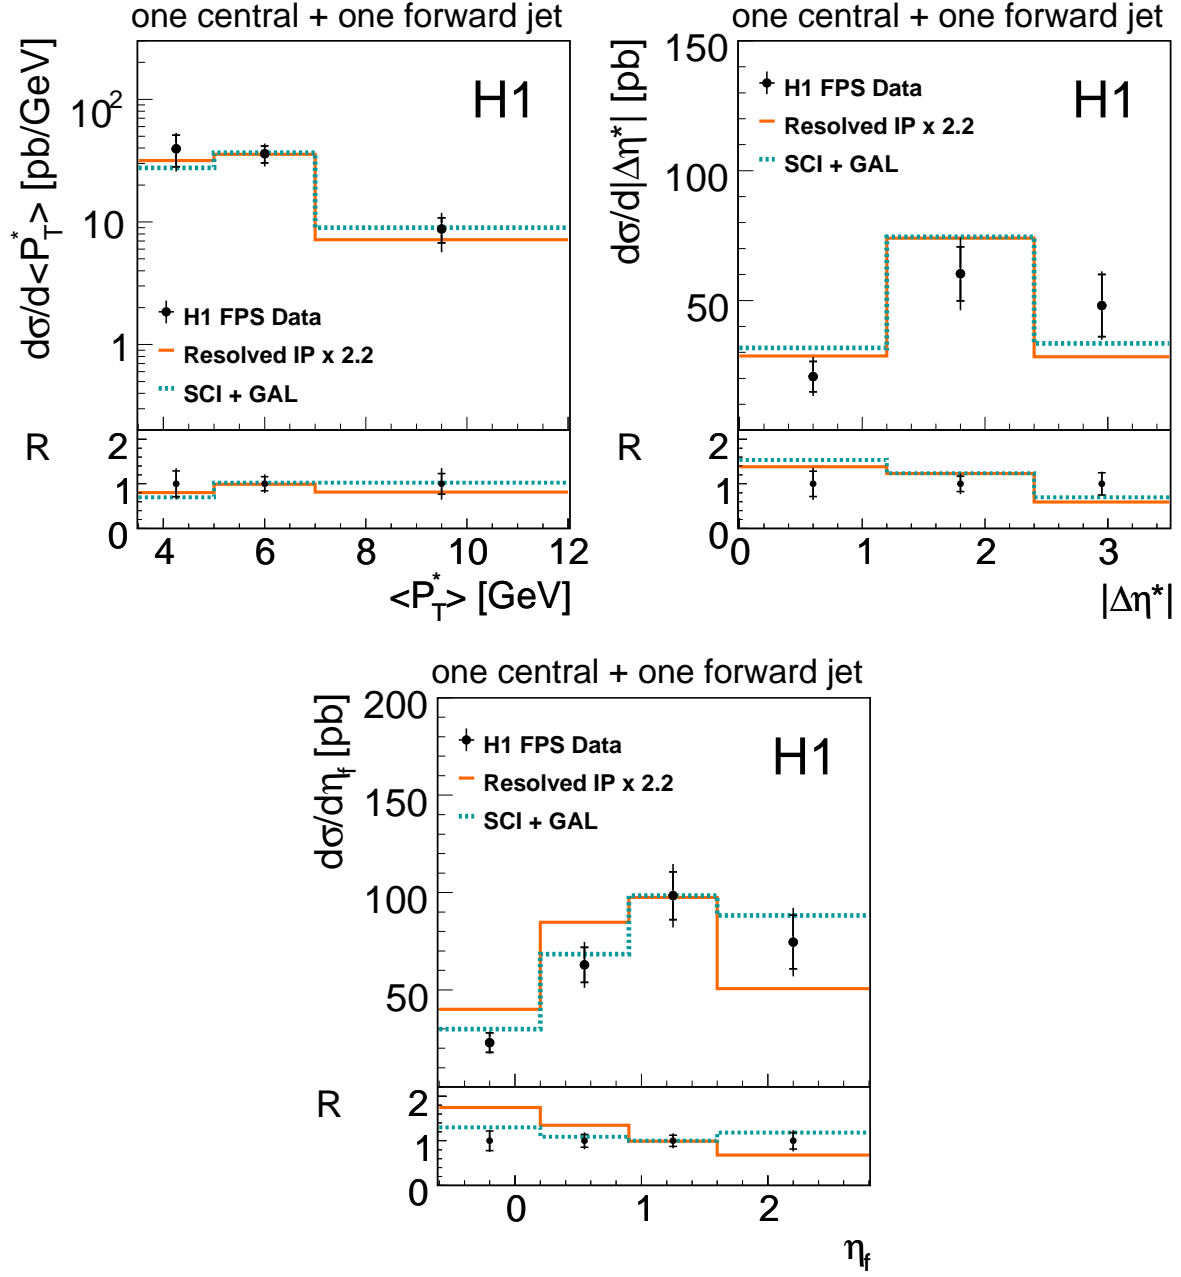 one central + one forward jet
dσ/d<P*T> [pb/GeV]
10²
10
1
H1
H1 FPS Data
Resolved IP x 2.2
SCI + GAL
R
2
1
0
4 6 8 10 12
<P*T> [GeV]
one central + one forward jet
dσ/d|Δη*| [pb]
150
100
50
H1
H1 FPS Data
Resolved IP x 2.2
SCI + GAL
R
2
1
0
0 1 2 3
|Δη*|
one central + one forward jet
dσ/dηf [pb]
200
150
100
50
H1
H1 FPS Data
Resolved IP x 2.2
SCI + GAL
R
2
1
0
0 1 2
ηf